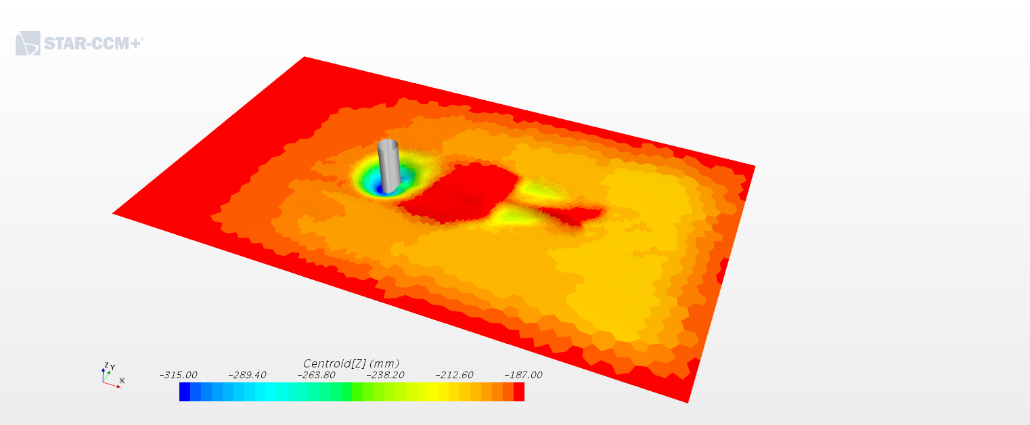 STAR-CCM+
Centroid[Z] (mm)
-315.00 -289.40 -263.80 -238.20 -212.60 -187.00
Z Y X